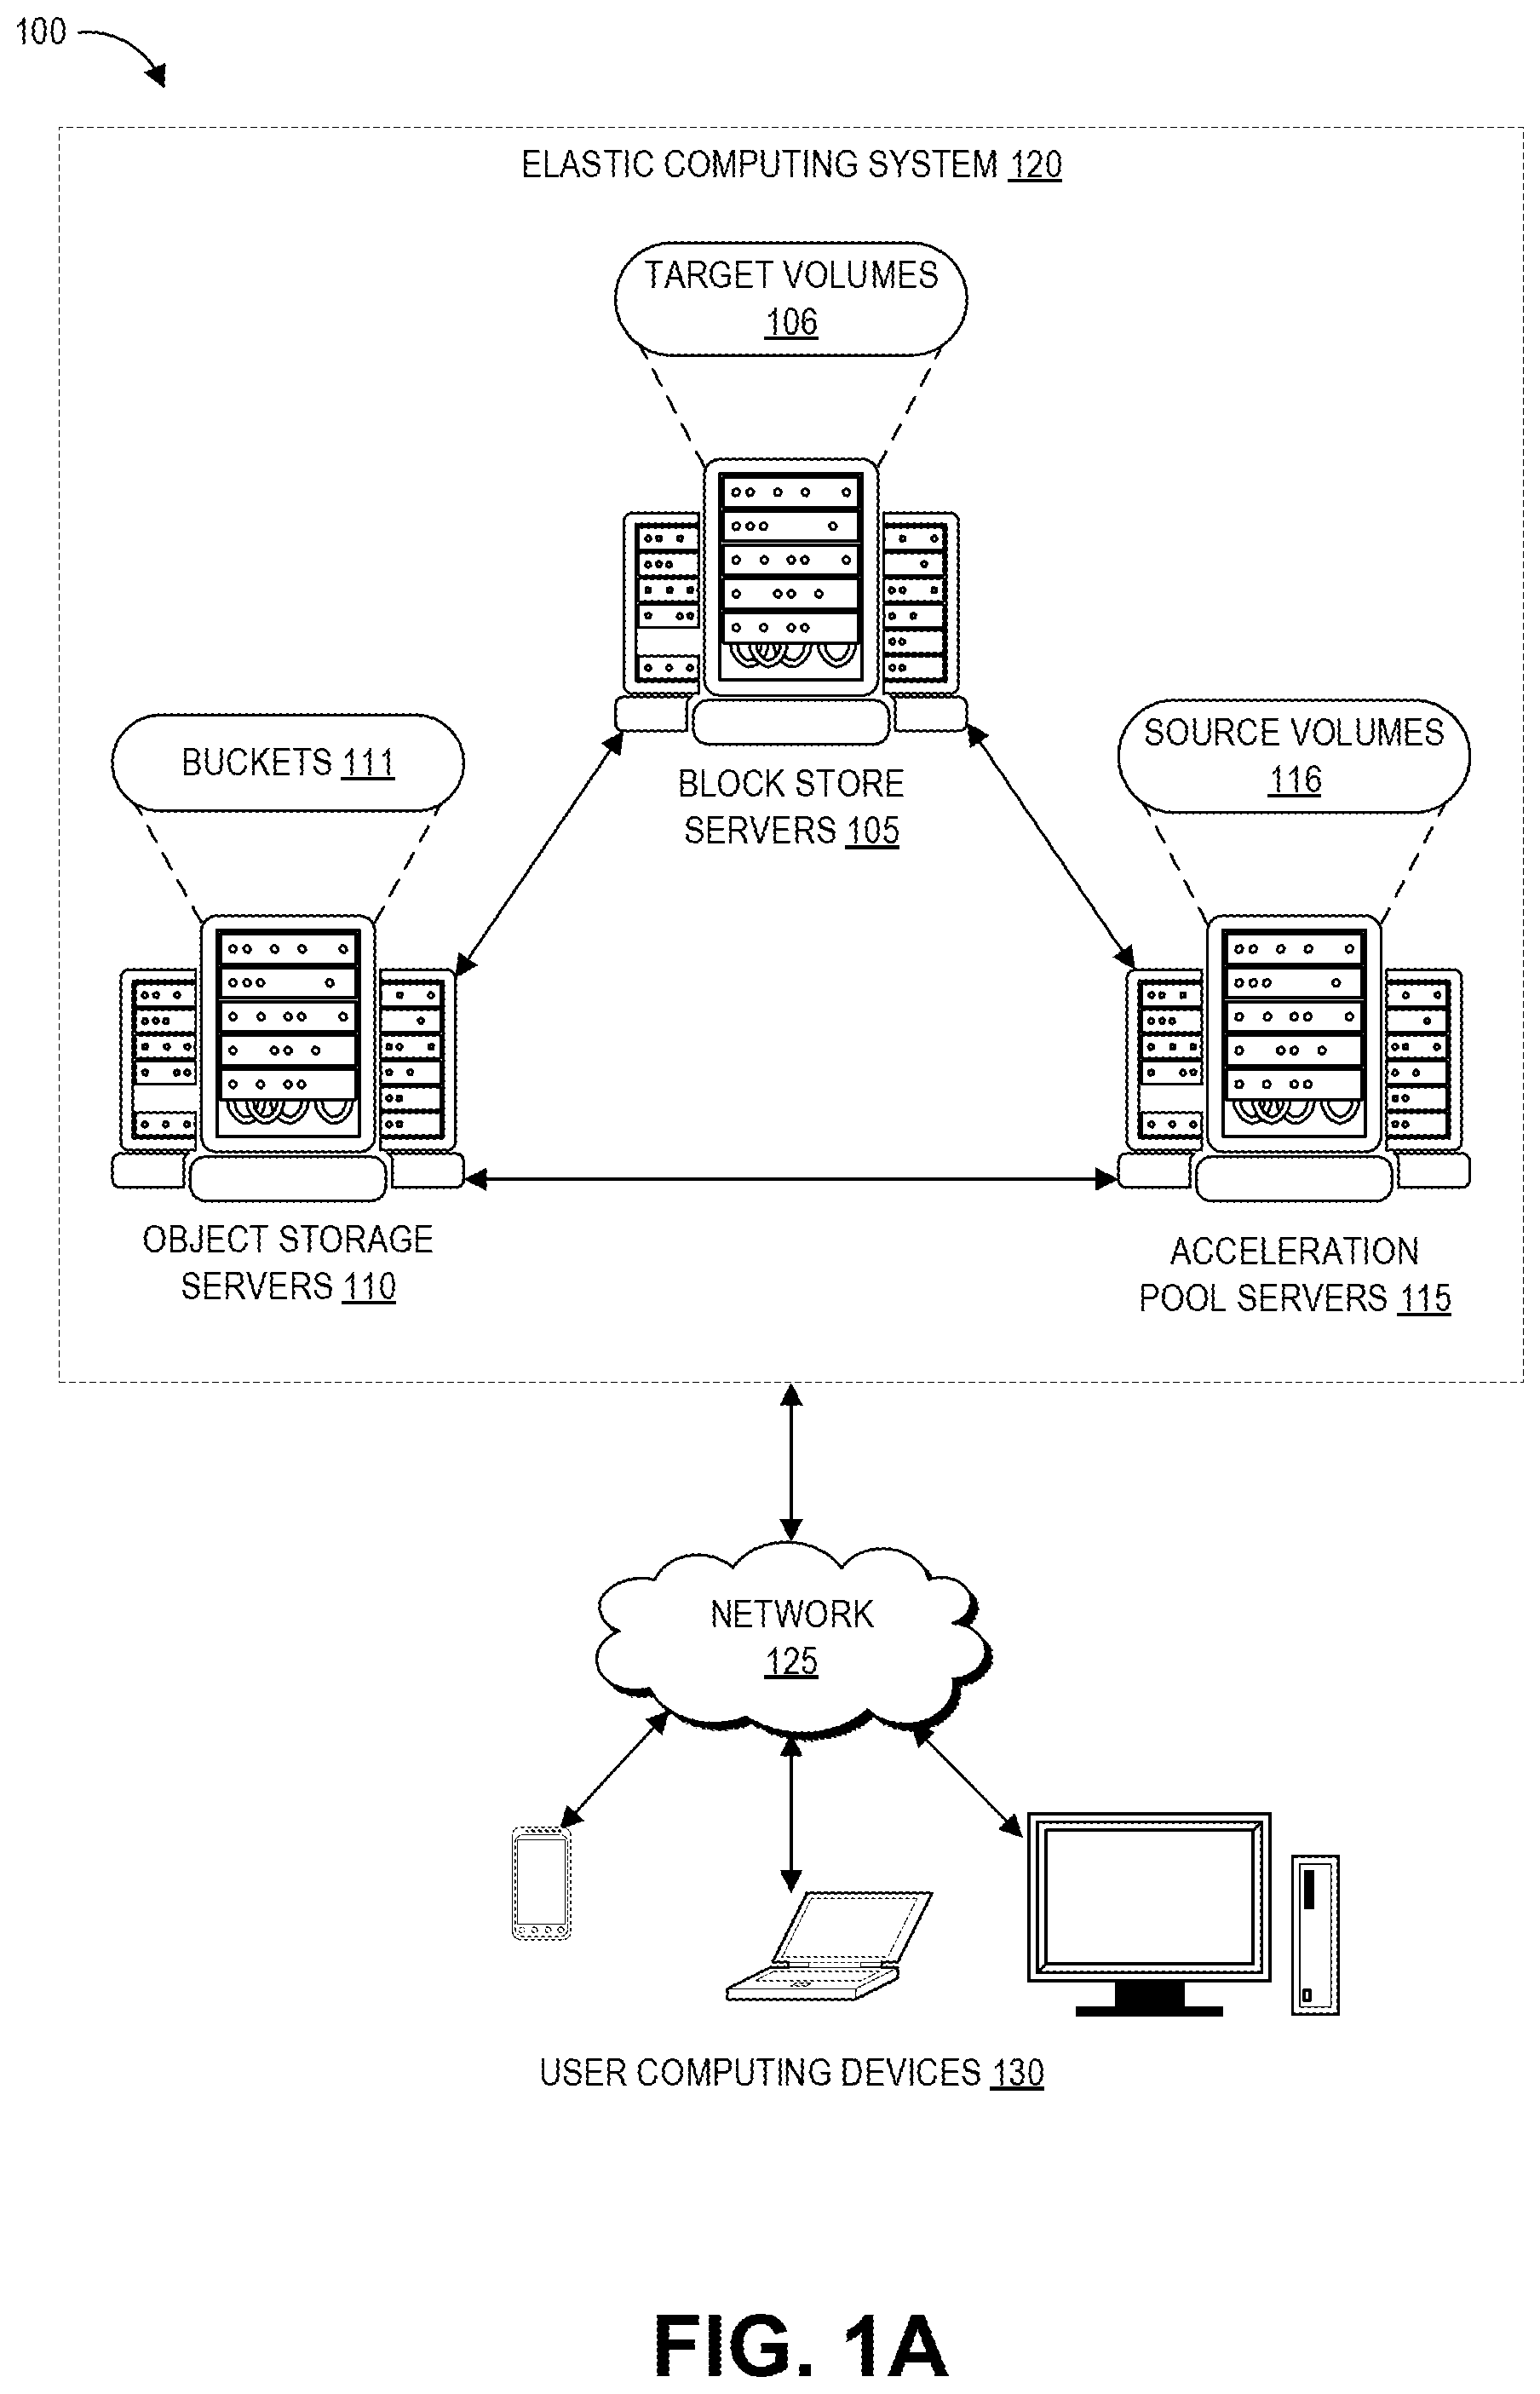 100
ELASTIC COMPUTING SYSTEM 120
TARGET VOLUMES
106
BLOCK STORE
SERVERS 105
BUCKETS 111
SOURCE VOLUMES
116
OBJECT STORAGE
SERVERS 110
ACCELERATION
POOL SERVERS 115
NETWORK
125
USER COMPUTING DEVICES 130
FIG. 1A